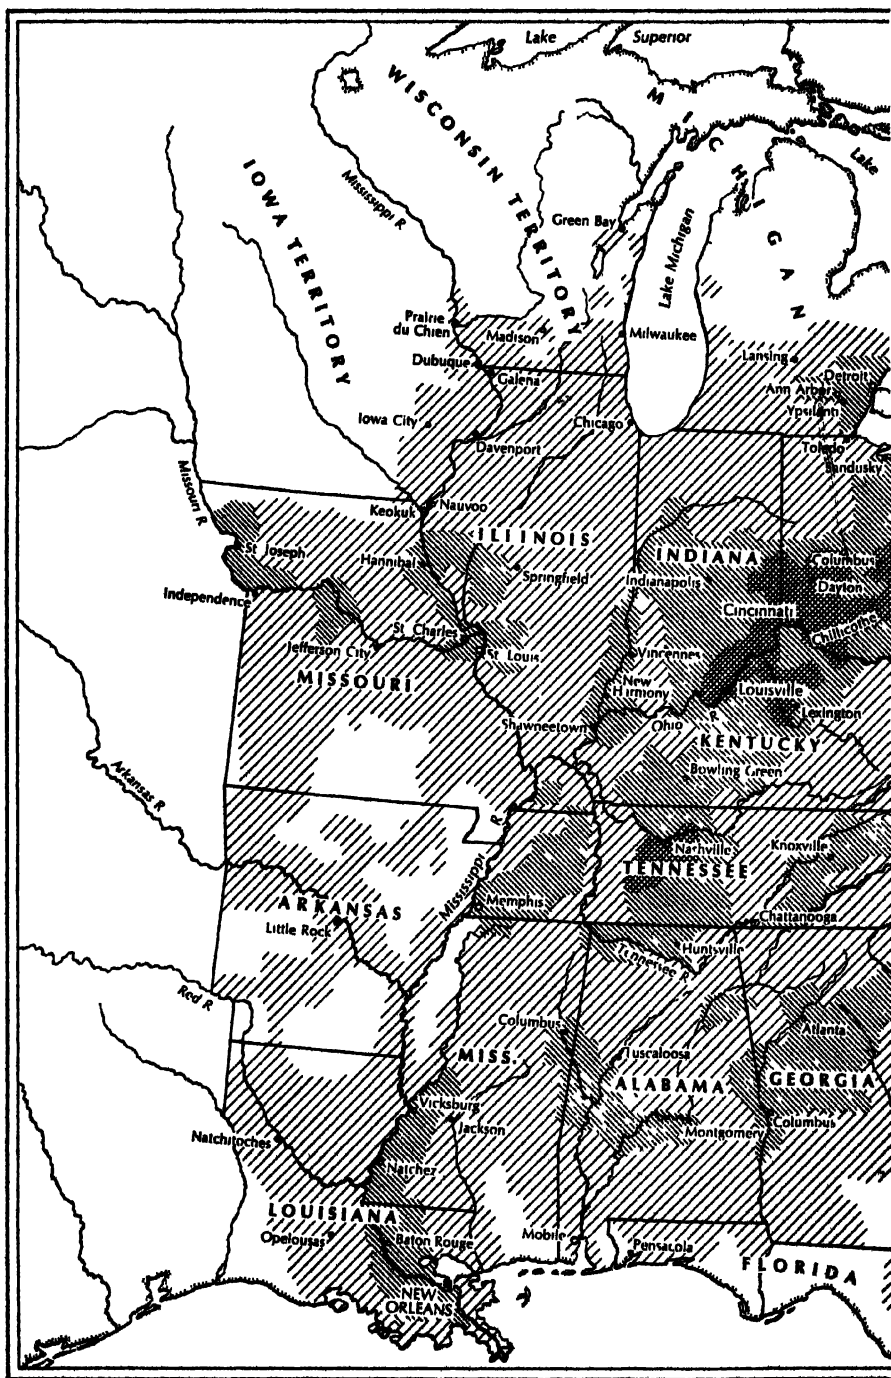 Lake Superior
WISCONSIN TERRITORY
MICHIGAN
Lake
IOWA TERRITORY
Mississippi R
Green Bay
Lake Michigan
Prairie
du Chien
Madison
Milwaukee
Dubuque
Galena
Lansing
Detroit
Ann Arbor
Ypsilanti
Iowa City
Chicago
Davenport
Toledo
Sandusky
Missouri R
Keokuk
Nauvoo
ILLINOIS
INDIANA
St Joseph
Hannibal
Springfield
Indianapolis
Columbus
Dayton
Independence
Cincinnati
St. Charles
Chillicothe
Jefferson City
St. Louis
Vincennes
MISSOURI
New
Harmony
Louisville
Lexington
Shawneetown
Ohio R
KENTUCKY
Arkansas R
Bowling Green
Mississippi R.
Nashville
Knoxville
TENNESSEE
Memphis
ARKANSAS
Little Rock
Chattanooga
Huntsville
Tennessee R
Red R
Columbus
Atlanta
MISS.
Tuscaloosa
ALABAMA
GEORGIA
Vicksburg
Jackson
Montgomery
Columbus
Natchitoches
Natchez
LOUISIANA
Opelousas
Baton Rouge
Mobile
Pensacola
FLORIDA
NEW
ORLEANS